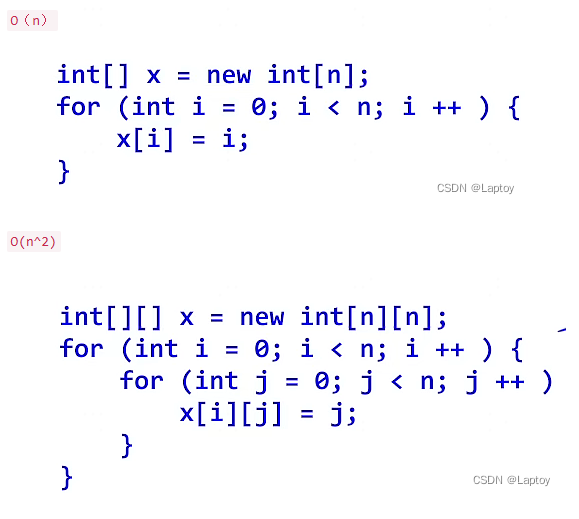 O（n）
int[] x = new int[n];
for (int i = 0; i < n; i ++ ) {
x[i] = i;
}
CSDN @Laptoy
O(n^2)
int[][] x = new int[n][n];
for (int i = 0; i < n; i ++ ) {
for (int j = 0; j < n; j ++ )
x[i][j] = j;
}
}
CSDN @Laptoy